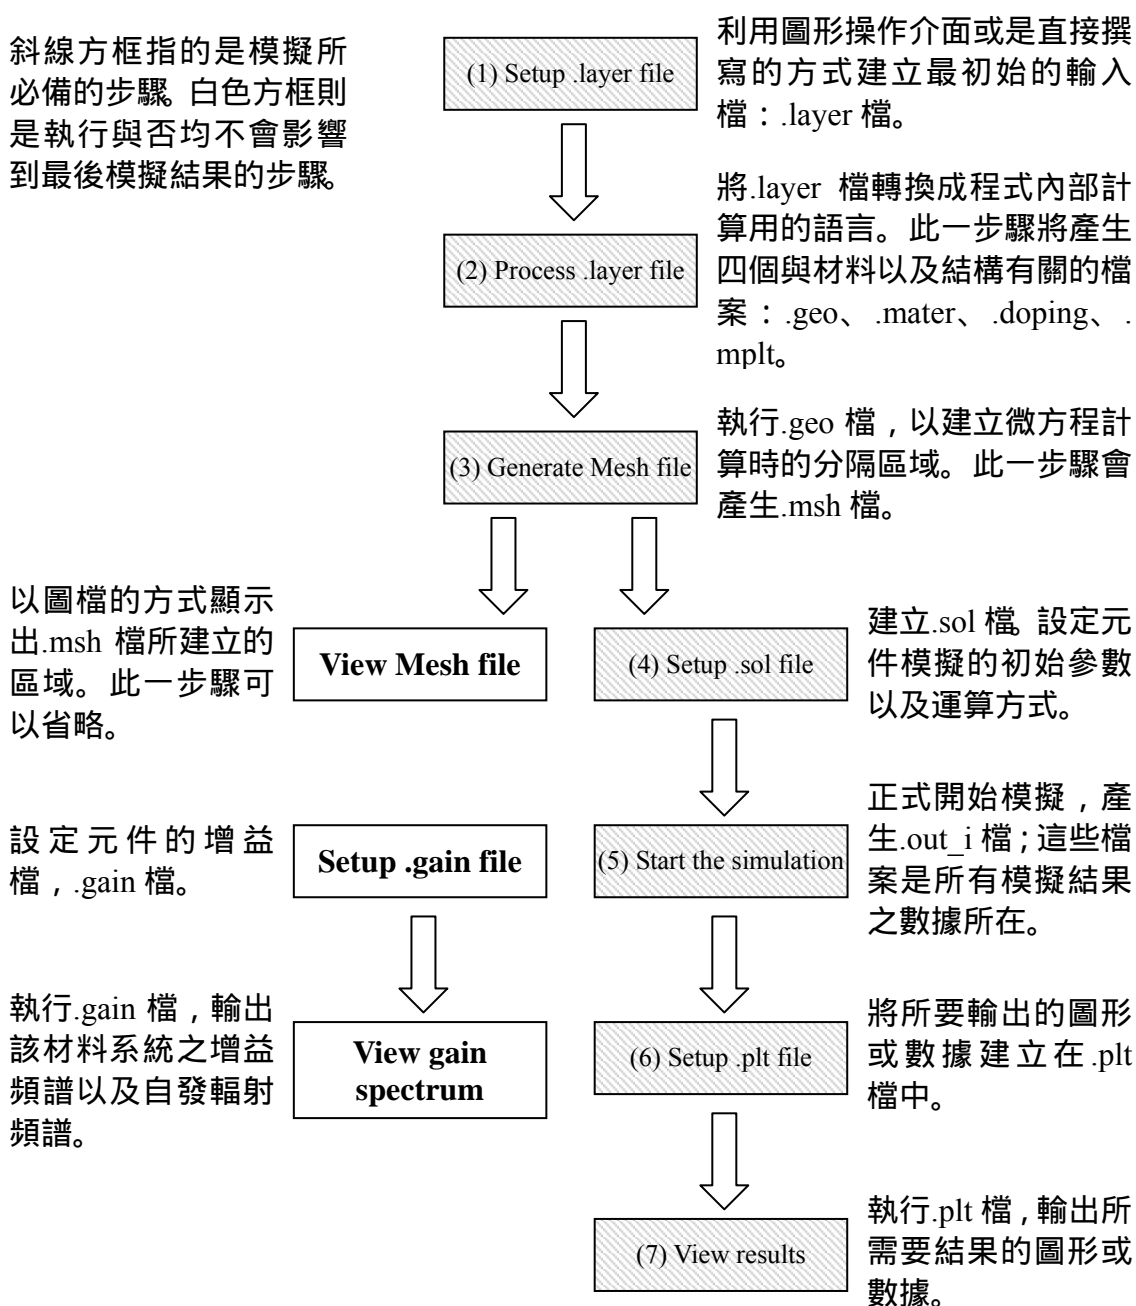 斜線方框指的是模擬所
必備的步驟。白色方框則
是執行與否均不會影響
到最後模擬結果的步驟。
(1) Setup .layer file
利用圖形操作介面或是直接撰
寫的方式建立最初始的輸入
檔：.layer 檔。
(2) Process .layer file
將.layer 檔轉換成程式內部計
算用的語言。此一步驟將產生
四個與材料以及結構有關的檔
案：.geo、.mater、.doping、.
mplt。
(3) Generate Mesh file
執行.geo 檔，以建立微方程計
算時的分隔區域。此一步驟會
產生.msh 檔。
以圖檔的方式顯示
出.msh 檔所建立的
區域。此一步驟可
以省略。
View Mesh file
(4) Setup .sol file
建立.sol 檔。設定元
件模擬的初始參數
以及運算方式。
設定元件的增益
檔，.gain 檔。
Setup .gain file
(5) Start the simulation
正式開始模擬，產
生.out_i 檔；這些檔
案是所有模擬結果
之數據所在。
執行.gain 檔，輸出
該材料系統之增益
頻譜以及自發輻射
頻譜。
View gain
spectrum
(6) Setup .plt file
將所要輸出的圖形
或數據建立在.plt
檔中。
(7) View results
執行.plt 檔，輸出所
需要結果的圖形或
數據。